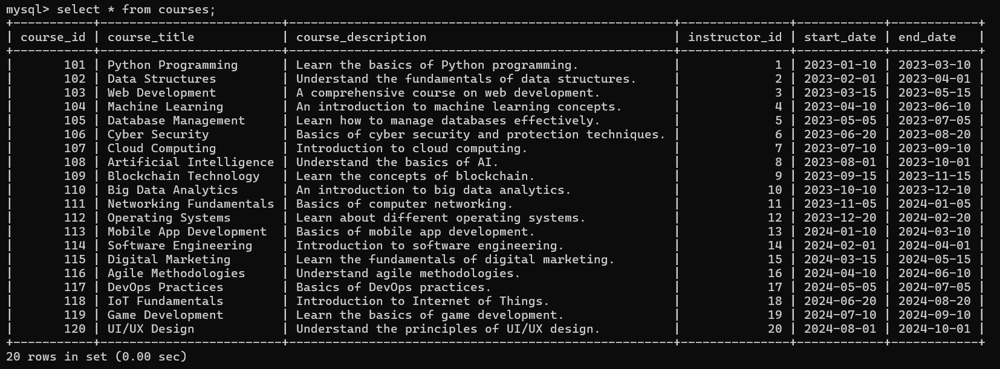 mysql> select * from courses;
+-----------+-------------------------+-----------------------------------------------------+---------------+------------+------------+
| course_id | course_title            | course_description                                  | instructor_id | start_date | end_date   |
+-----------+-------------------------+-----------------------------------------------------+---------------+------------+------------+
|       101 | Python Programming      | Learn the basics of Python programming.             |             1 | 2023-01-10 | 2023-03-10 |
|       102 | Data Structures         | Understand the fundamentals of data structures.     |             2 | 2023-02-01 | 2023-04-01 |
|       103 | Web Development         | A comprehensive course on web development.          |             3 | 2023-03-15 | 2023-05-15 |
|       104 | Machine Learning        | An introduction to machine learning concepts.       |             4 | 2023-04-10 | 2023-06-10 |
|       105 | Database Management     | Learn how to manage databases effectively.          |             5 | 2023-05-05 | 2023-07-05 |
|       106 | Cyber Security          | Basics of cyber security and protection techniques. |             6 | 2023-06-20 | 2023-08-20 |
|       107 | Cloud Computing         | Introduction to cloud computing.                    |             7 | 2023-07-10 | 2023-09-10 |
|       108 | Artificial Intelligence | Understand the basics of AI.                        |             8 | 2023-08-01 | 2023-10-01 |
|       109 | Blockchain Technology   | Learn the concepts of blockchain.                   |             9 | 2023-09-15 | 2023-11-15 |
|       110 | Big Data Analytics      | An introduction to big data analytics.              |            10 | 2023-10-10 | 2023-12-10 |
|       111 | Networking Fundamentals | Basics of computer networking.                      |            11 | 2023-11-05 | 2024-01-05 |
|       112 | Operating Systems       | Learn about different operating systems.            |            12 | 2023-12-20 | 2024-02-20 |
|       113 | Mobile App Development  | Basics of mobile app development.                   |            13 | 2024-01-10 | 2024-03-10 |
|       114 | Software Engineering    | Introduction to software engineering.               |            14 | 2024-02-01 | 2024-04-01 |
|       115 | Digital Marketing       | Learn the fundamentals of digital marketing.        |            15 | 2024-03-15 | 2024-05-15 |
|       116 | Agile Methodologies     | Understand agile methodologies.                     |            16 | 2024-04-10 | 2024-06-10 |
|       117 | DevOps Practices        | Basics of DevOps practices.                         |            17 | 2024-05-05 | 2024-07-05 |
|       118 | IoT Fundamentals        | Introduction to Internet of Things.                 |            18 | 2024-06-20 | 2024-08-20 |
|       119 | Game Development        | Learn the basics of game development.               |            19 | 2024-07-10 | 2024-09-10 |
|       120 | UI/UX Design            | Understand the principles of UI/UX design.          |            20 | 2024-08-01 | 2024-10-01 |
+-----------+-------------------------+-----------------------------------------------------+---------------+------------+------------+
20 rows in set (0.00 sec)